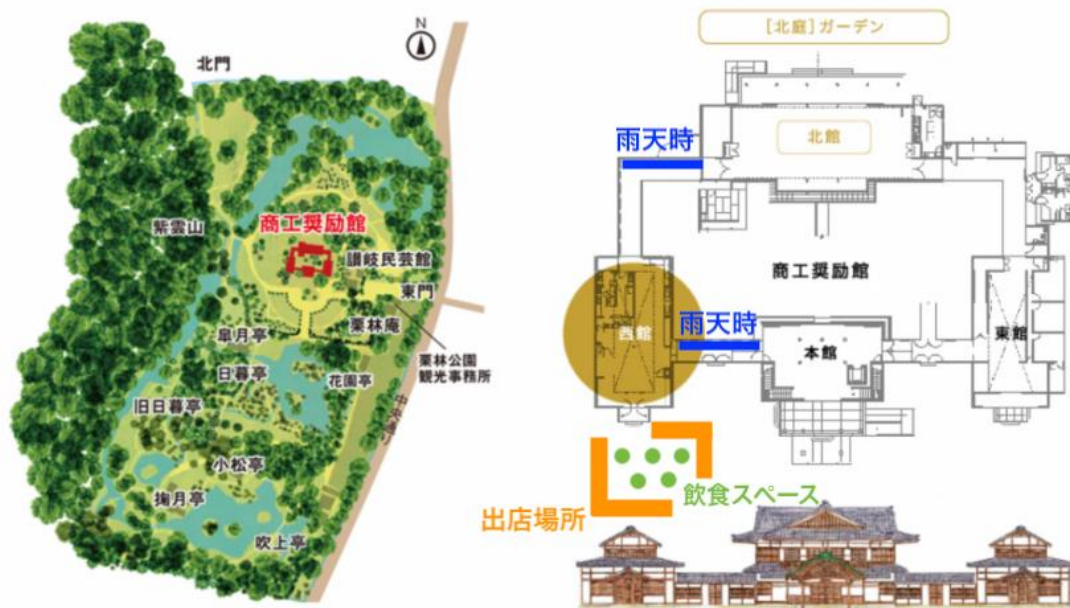 N
北門
紫雲山
商工奨励館
讃岐民芸館
東門
栗林庵
栗林公園
観光事務所
皐月亭
日暮亭
花園亭
中央通り
旧日暮亭
小松亭
掬月亭
吹上亭
[北庭]ガーデン
北館
雨天時
商工奨励館
西館
雨天時
本館
東館
飲食スペース
出店場所